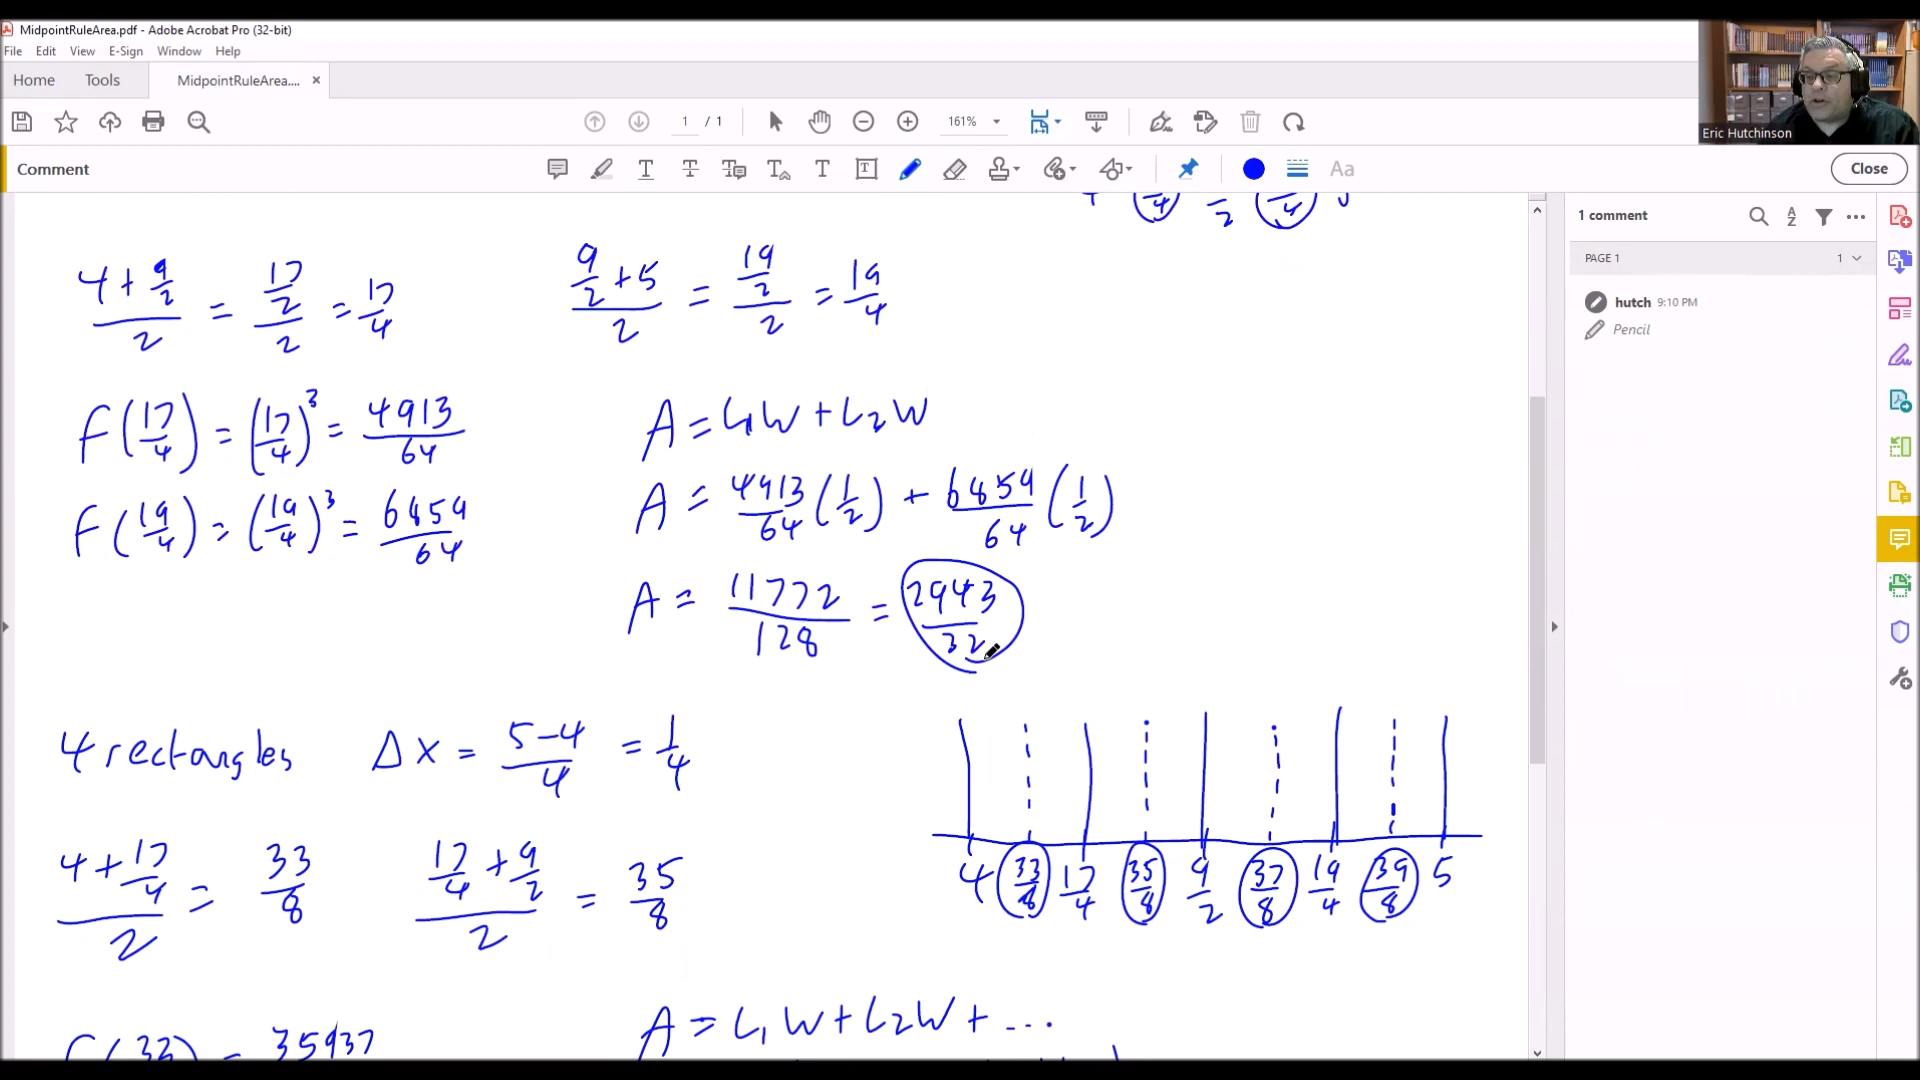 MidpointRuleArea.pdf - Adobe Acrobat Pro (32-bit)
File Edit View E-Sign Window Help
Home Tools MidpointRuleArea.... ×
1 / 1 161%
Eric Hutchinson
Comment Aa Close
1 comment
PAGE 1 1
hutch 9:10 PM
Pencil
(4 + 9/2)/2 = (17/2)/2 = 17/4
(9/2 + 5)/2 = (19/2)/2 = 19/4
F(17/4) = (17/4)³ = 4913/64
A = L₁W + L₂W
F(19/4) = (19/4)³ = 6859/64
A = 4913/64 (1/2) + 6859/64 (1/2)
A = 11772/128 = 2943/32
4 rectangles Δx = (5-4)/4 = 1/4
(4 + 17/4)/2 = 33/8 (17/4 + 9/2)/2 = 35/8
4 33/8 17/4 35/8 9/2 37/8 19/4 39/8 5
A = L₁W + L₂W + ...
35937